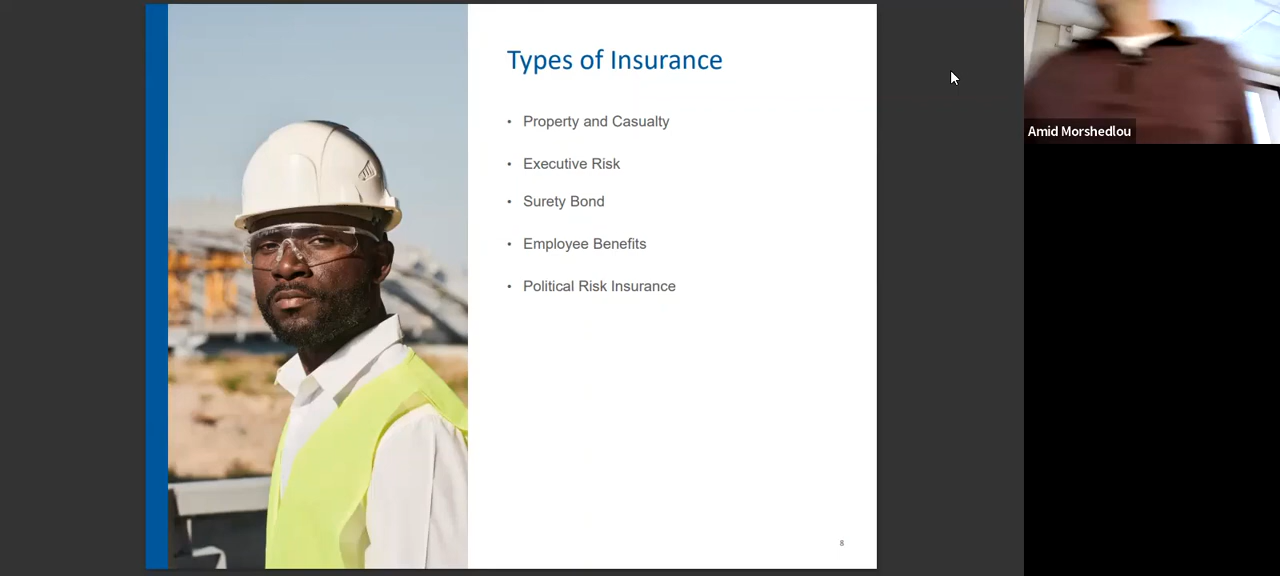 Types of Insurance
• Property and Casualty
• Executive Risk
• Surety Bond
• Employee Benefits
• Political Risk Insurance
8
Amid Morshedlou